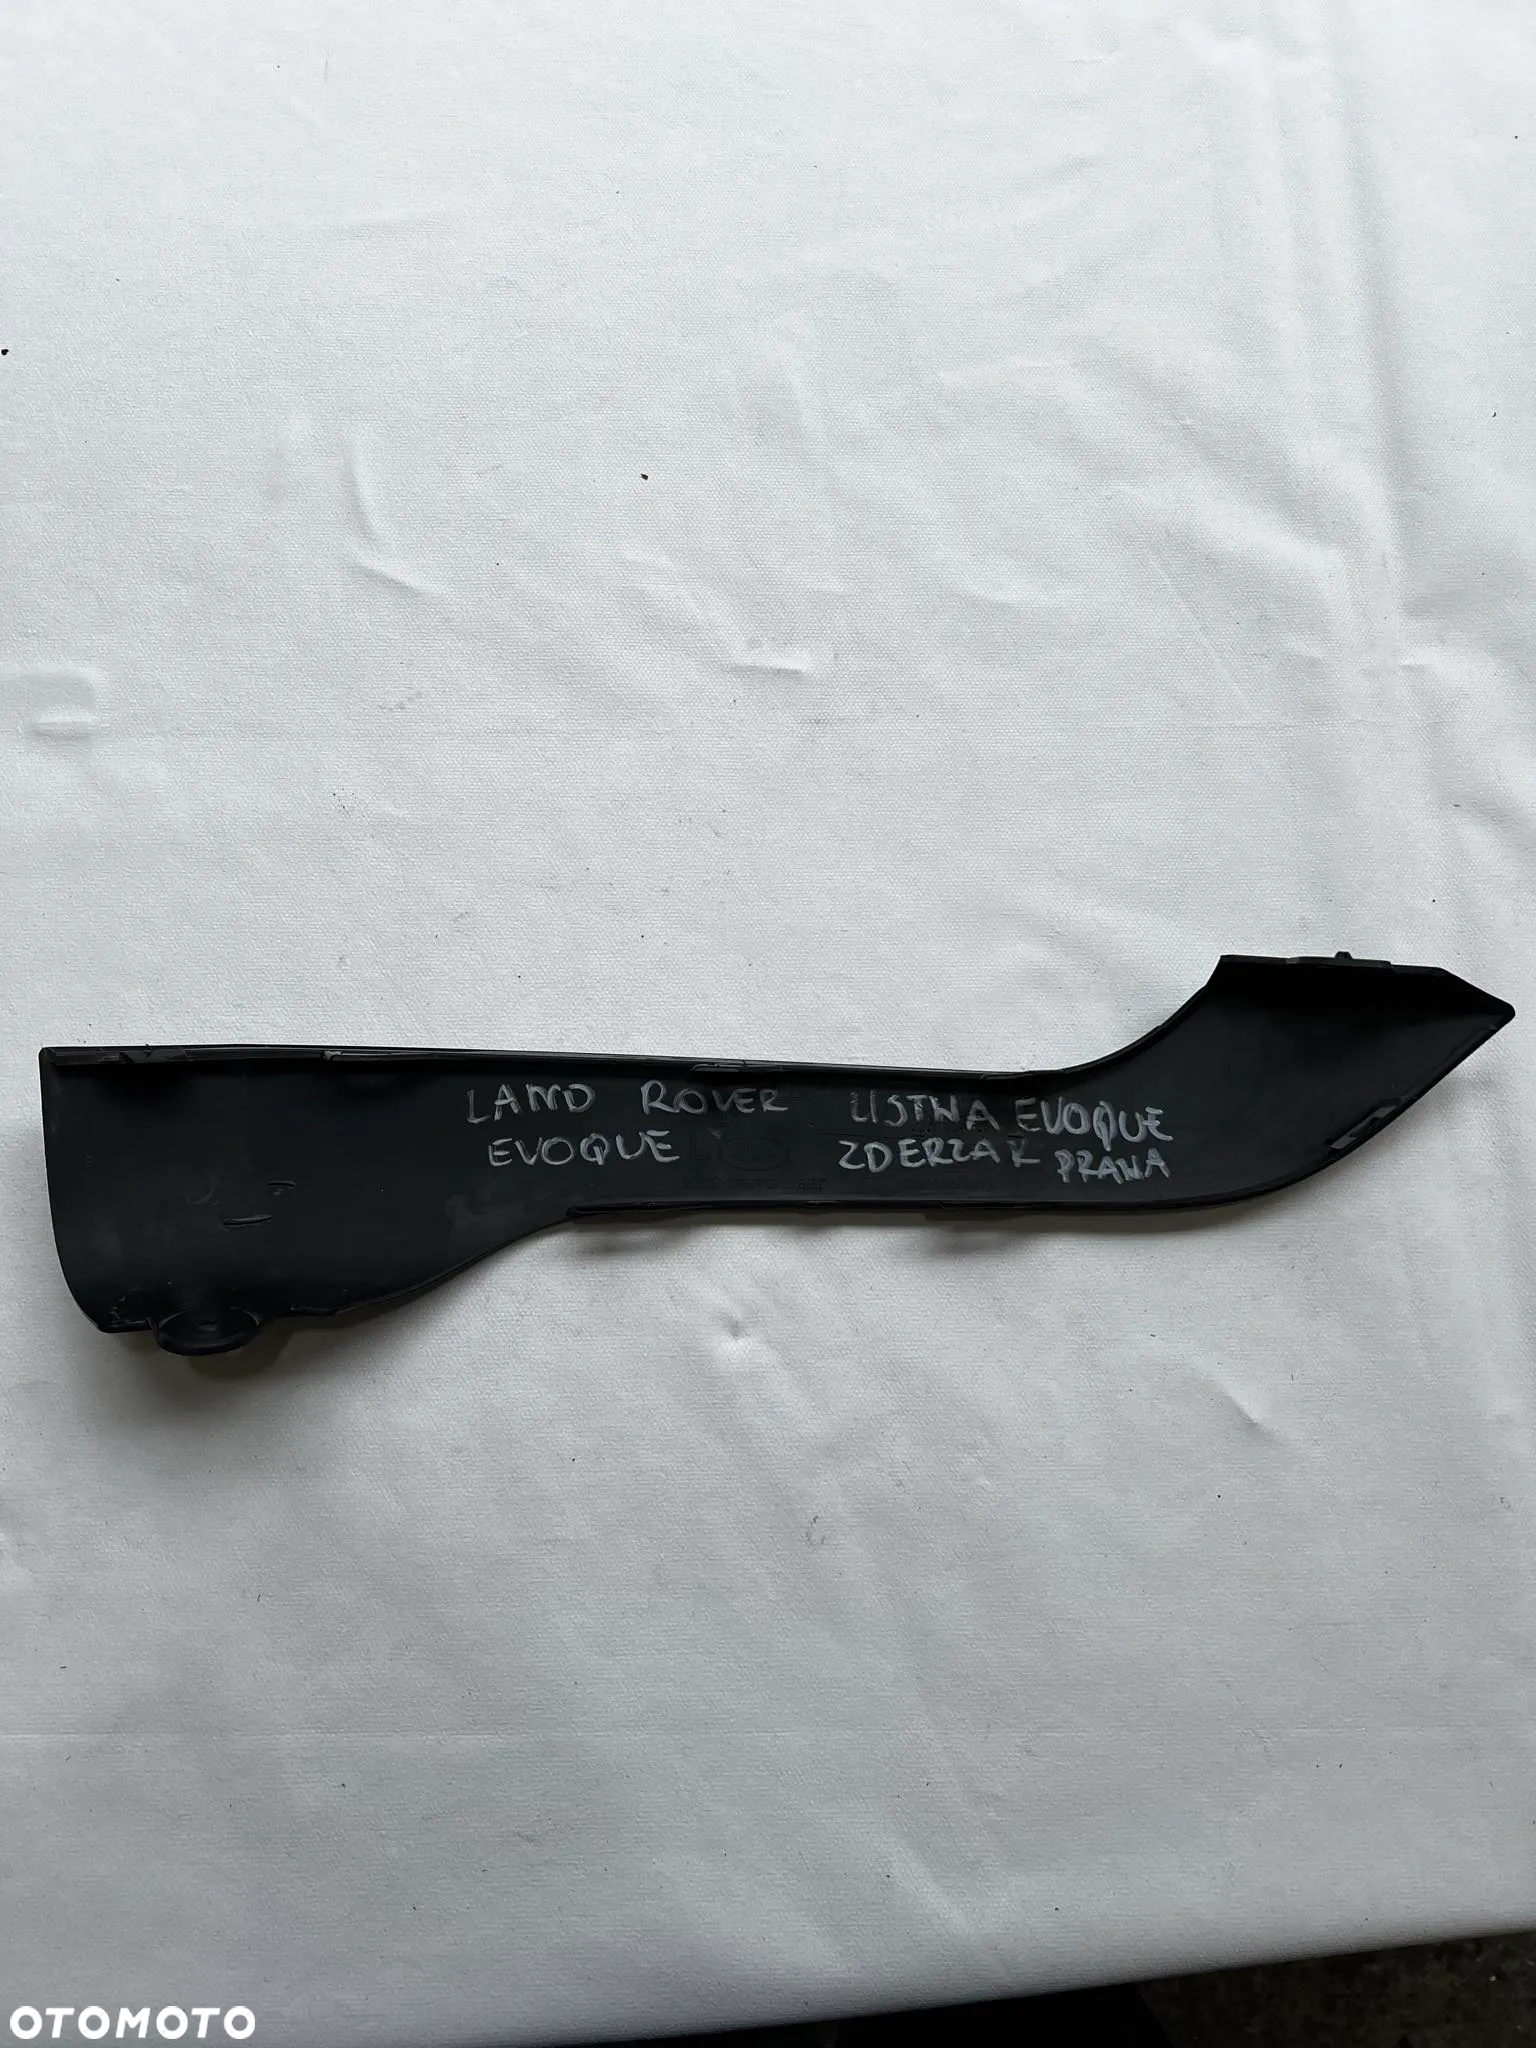 LAND ROVER
EVOQUE
LISTWA EVOQUE
ZDERZAK PRAWA
OTOMOTO